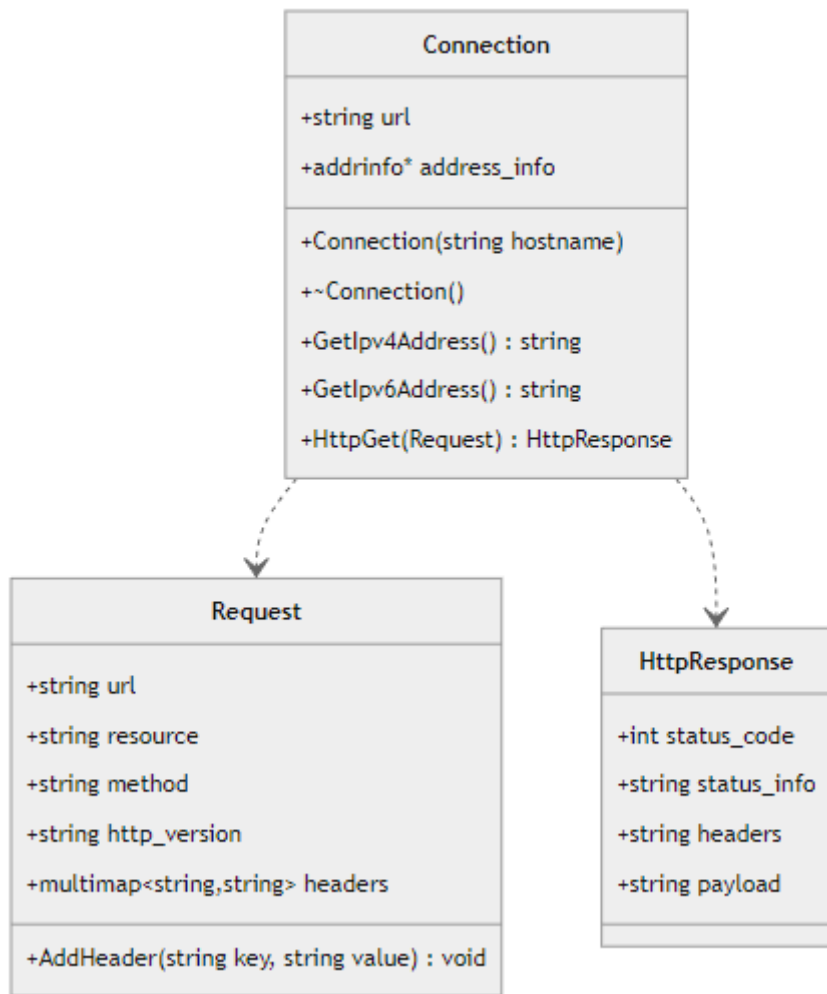 Connection
+string url
+addrinfo* address_info
+Connection(string hostname)
+~Connection()
+GetIpv4Address() : string
+GetIpv6Address() : string
+HttpGet(Request) : HttpResponse
Request
+string url
+string resource
+string method
+string http_version
+multimap<string,string> headers
+AddHeader(string key, string value) : void
HttpResponse
+int status_code
+string status_info
+string headers
+string payload